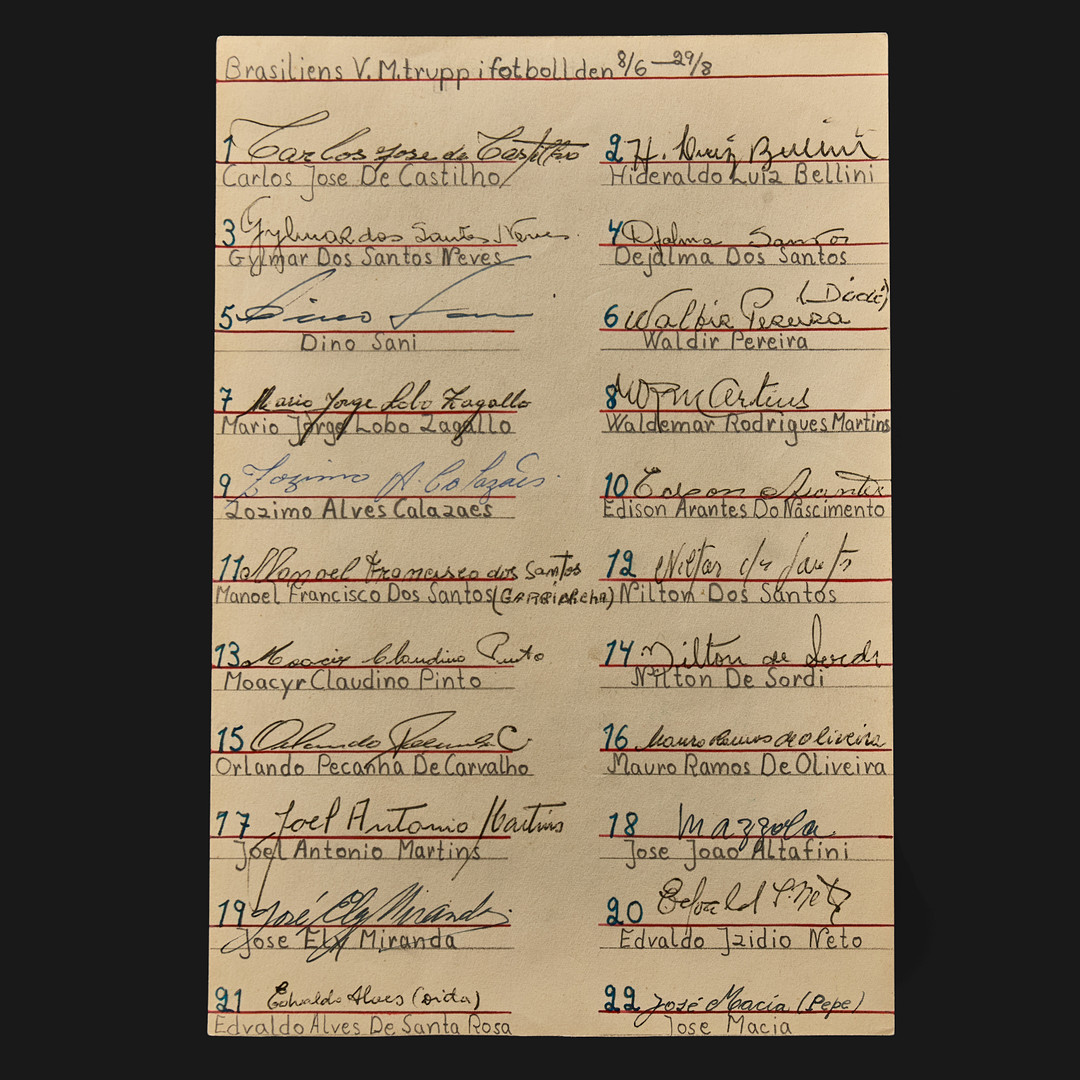 Brasiliens V.M.trupp i fotboll den 8/6 — 29/8
1 Carlos Jose de Castilho
Carlos Jose De Castilho
2 H. Luiz Bellini
Hideraldo Luiz Bellini
3 Gylmar dos Santos Neves
Gylmar Dos Santos Neves
4 Djalma Santos
Dejalma Dos Santos
5 Dino Sani
Dino Sani
6 Waldir Pereira (Didi)
Waldir Pereira
7 Mario Jorge Lobo Zagallo
Mario Jorge Lobo Zagallo
8 Martins
Waldemar Rodrigues Martins
9 Zozimo A. Calazães
Zozimo Alves Calazaes
10 Edson Arantes
Edison Arantes Do Nascimento
11 Manoel Francisco dos Santos
Manoel Francisco Dos Santos (GARRiNcha)
12 Nilton dos Santos
Nilton Dos Santos
13 Moacir Claudino Pinto
Moacyr Claudino Pinto
14 Nilton de Sordi
Nilton De Sordi
15 Orlando Peçanha C.
Orlando Pecanha De Carvalho
16 Mauro Ramos de oliveira
Mauro Ramos De Oliveira
17 Joel Antonio Martins
Joel Antonio Martins
18 Mazzola
Jose Joao Altafini
19 José Ely Miranda
Jose Ely Miranda
20 Edvald I. Neto
Edvaldo Izidio Neto
21 Edvaldo Alves (Dida)
Edvaldo Alves De Santa Rosa
22 José Macia (Pepe)
Jose Macia